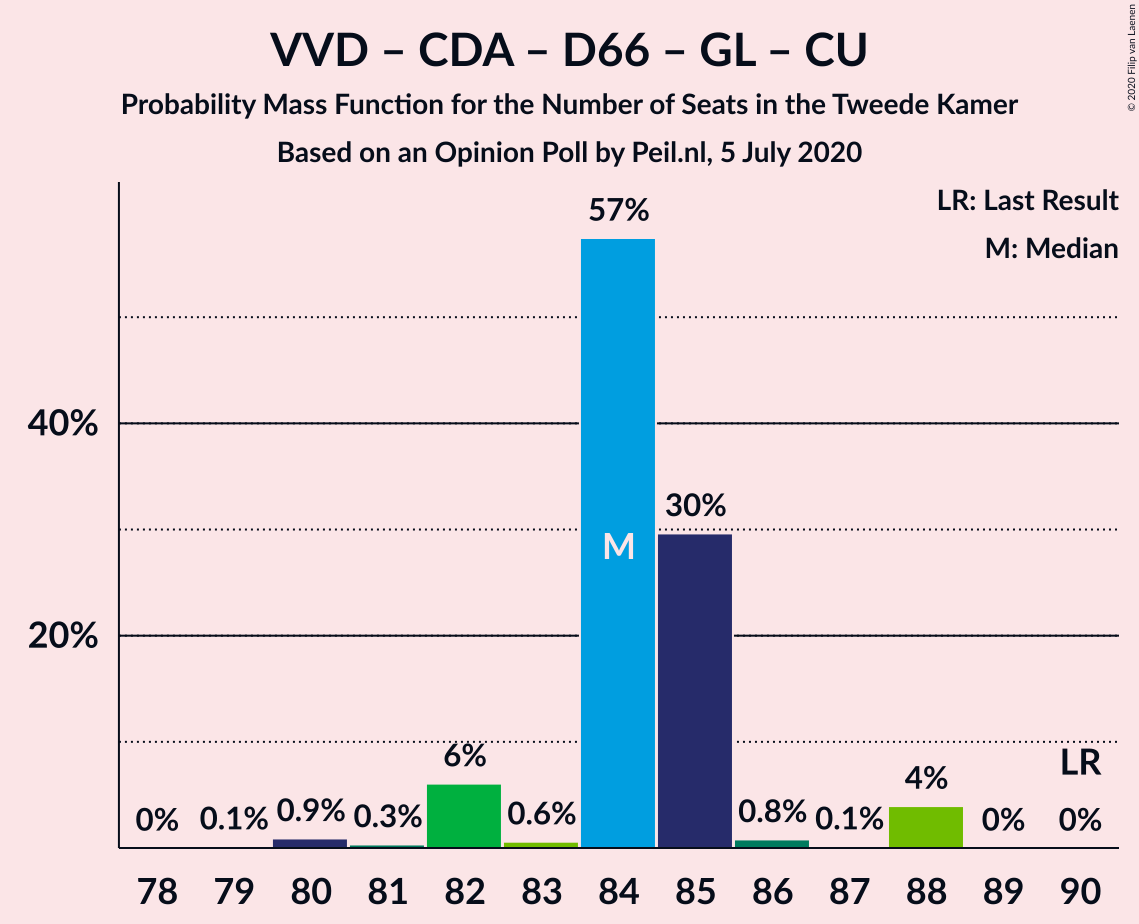 VVD – CDA – D66 – GL – CU
Probability Mass Function for the Number of Seats in the Tweede Kamer
Based on an Opinion Poll by Peil.nl, 5 July 2020
© 2020 Filip van Laenen
LR: Last Result
M: Median
40%
20%
0% 0.1% 0.9% 0.3% 6% 0.6% 57% 30% 0.8% 0.1% 4% 0% 0%
M
LR
78 79 80 81 82 83 84 85 86 87 88 89 90